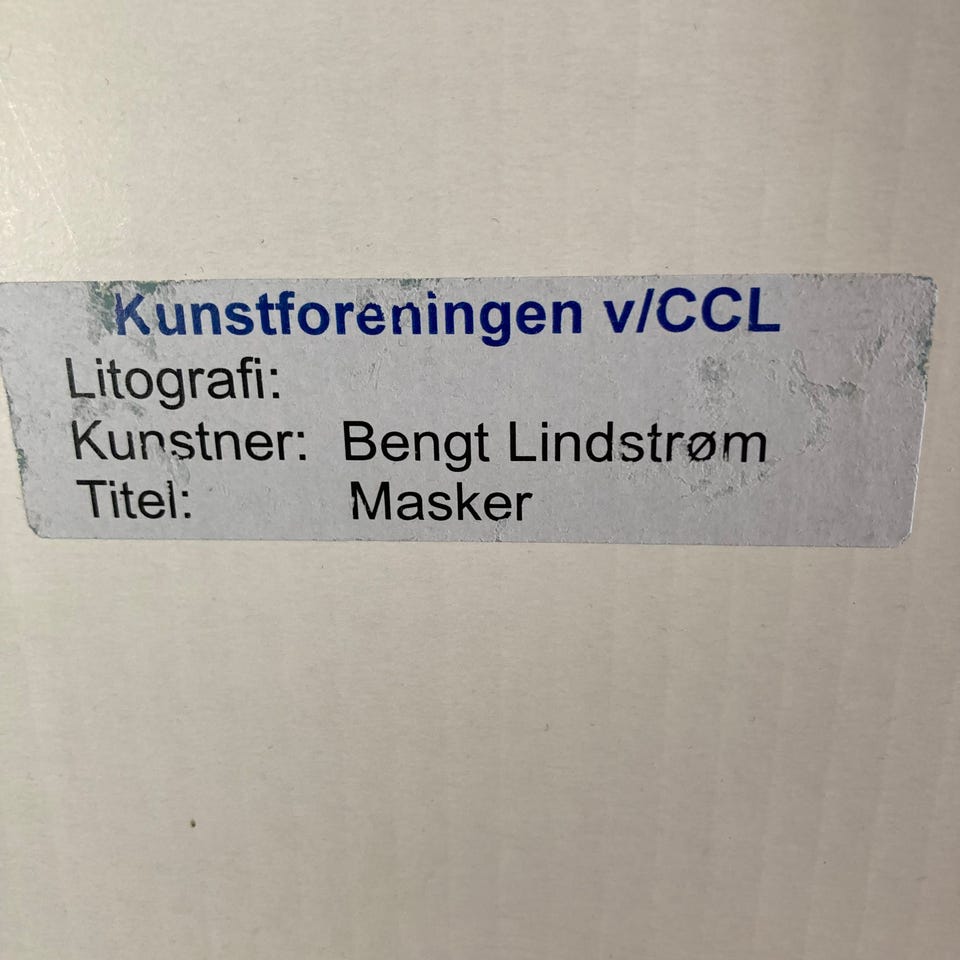 Kunstforeningen v/CCL
Litografi:
Kunstner: Bengt Lindstrøm
Titel: Masker